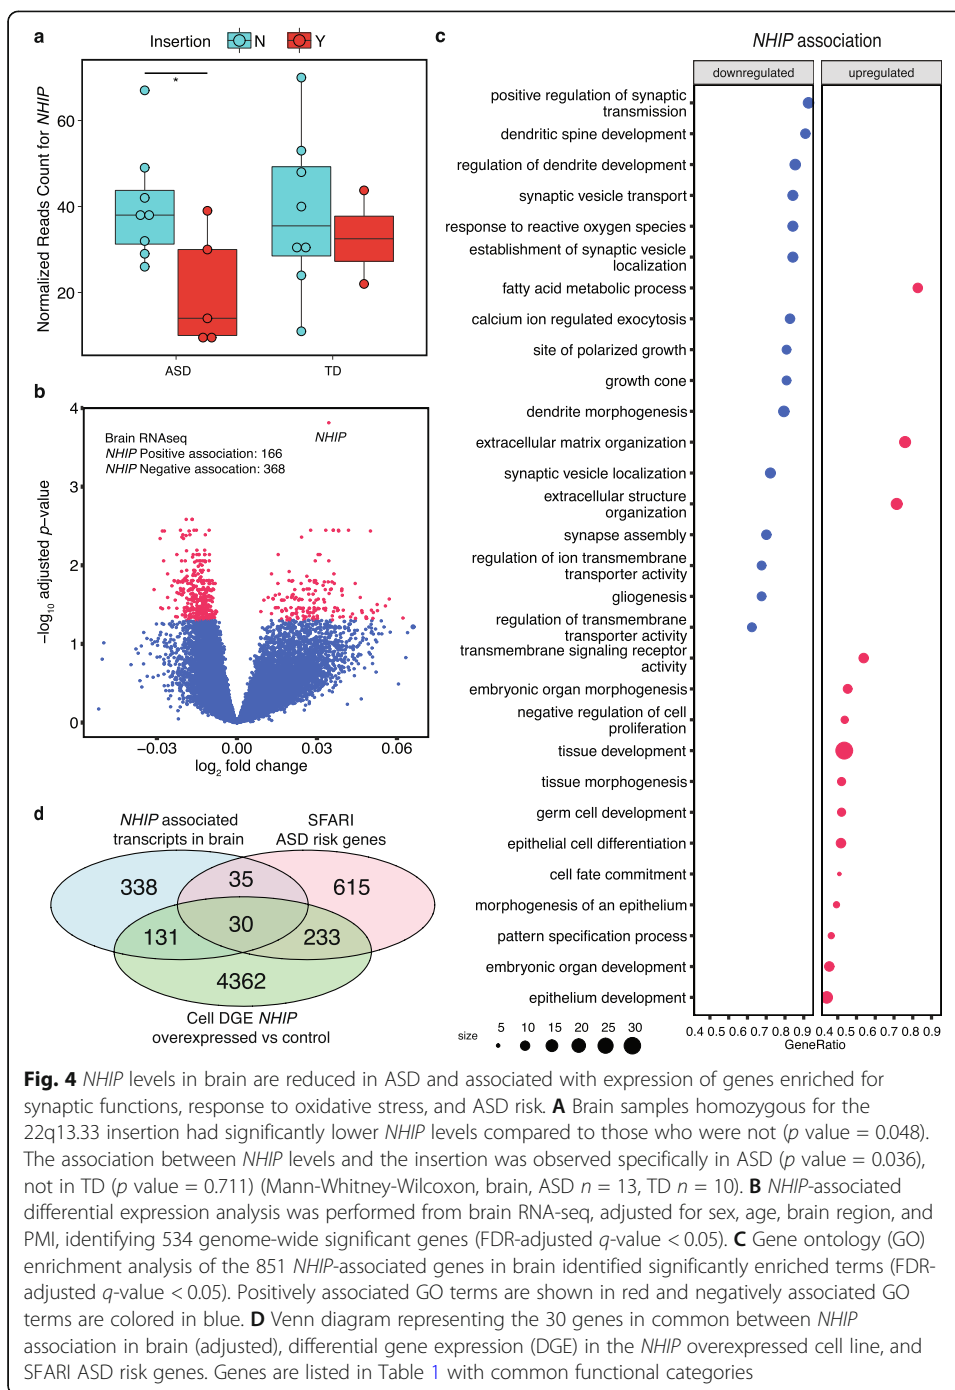 a
Insertion N Y
*
Normalized Reads Count for NHIP
60
40
20
ASD TD
b
Brain RNAseq
NHIP Positive association: 166
NHIP Negative assocation: 368
NHIP
−log10 adjusted p−value
4
3
2
1
0
−0.03 0.00 0.03 0.06
log2 fold change
c
NHIP association
downregulated upregulated
positive regulation of synaptic
transmission
dendritic spine development
regulation of dendrite development
synaptic vesicle transport
response to reactive oxygen species
establishment of synaptic vesicle
localization
fatty acid metabolic process
calcium ion regulated exocytosis
site of polarized growth
growth cone
dendrite morphogenesis
extracellular matrix organization
synaptic vesicle localization
extracellular structure
organization
synapse assembly
regulation of ion transmembrane
transporter activity
gliogenesis
regulation of transmembrane
transporter activity
transmembrane signaling receptor
activity
embryonic organ morphogenesis
negative regulation of cell
proliferation
tissue development
tissue morphogenesis
germ cell development
epithelial cell differentiation
cell fate commitment
morphogenesis of an epithelium
pattern specification process
embryonic organ development
epithelium development
0.4 0.5 0.6 0.7 0.8 0.9 0.4 0.5 0.6 0.7 0.8 0.9
GeneRatio
size 5 10 15 20 25 30
d
NHIP associated
transcripts in brain
SFARI
ASD risk genes
338 35 615
30
131 233
4362
Cell DGE NHIP
overexpressed vs control
Fig. 4 NHIP levels in brain are reduced in ASD and associated with expression of genes enriched for
synaptic functions, response to oxidative stress, and ASD risk. A Brain samples homozygous for the
22q13.33 insertion had significantly lower NHIP levels compared to those who were not (p value = 0.048).
The association between NHIP levels and the insertion was observed specifically in ASD (p value = 0.036),
not in TD (p value = 0.711) (Mann-Whitney-Wilcoxon, brain, ASD n = 13, TD n = 10). B NHIP-associated
differential expression analysis was performed from brain RNA-seq, adjusted for sex, age, brain region, and
PMI, identifying 534 genome-wide significant genes (FDR-adjusted q-value < 0.05). C Gene ontology (GO)
enrichment analysis of the 851 NHIP-associated genes in brain identified significantly enriched terms (FDR-
adjusted q-value < 0.05). Positively associated GO terms are shown in red and negatively associated GO
terms are colored in blue. D Venn diagram representing the 30 genes in common between NHIP
association in brain (adjusted), differential gene expression (DGE) in the NHIP overexpressed cell line, and
SFARI ASD risk genes. Genes are listed in Table 1 with common functional categories